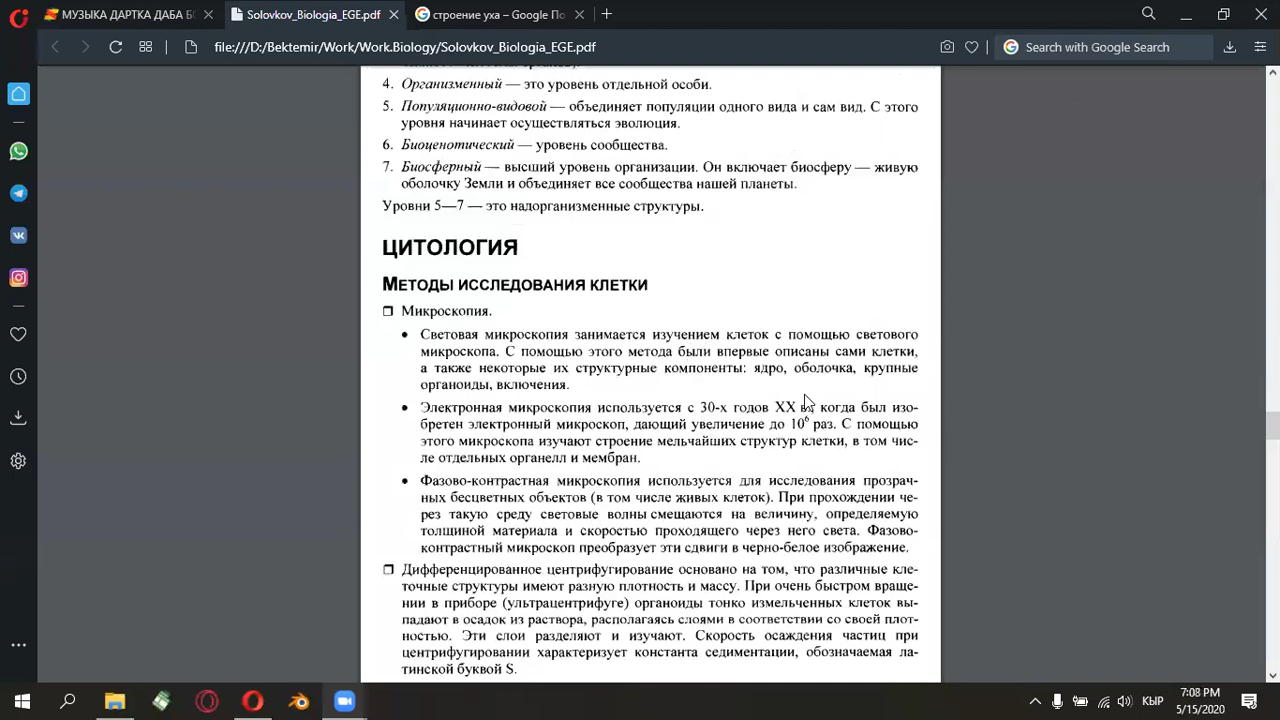 МУЗЫКА ДАРТКА ДАБА БО
Solovkov_Biologia_EGE.pdf
строение уха – Google По
file:///D:/Bektemir/Work/Work.Biology/Solovkov_Biologia_EGE.pdf
Search with Google Search
4. Организменный — это уровень отдельной особи.
5. Популяционно-видовой — объединяет популяции одного вида и сам вид. С этого
уровня начинает осуществляться эволюция.
6. Биоценотический — уровень сообщества.
7. Биосферный — высший уровень организации. Он включает биосферу — живую
оболочку Земли и объединяет все сообщества нашей планеты.
Уровни 5—7 — это надорганизменные структуры.
ЦИТОЛОГИЯ
МЕТОДЫ ИССЛЕДОВАНИЯ КЛЕТКИ
Микроскопия.
Световая микроскопия занимается изучением клеток с помощью светового
микроскопа. С помощью этого метода были впервые описаны сами клетки,
а также некоторые их структурные компоненты: ядро, оболочка, крупные
органоиды, включения.
Электронная микроскопия используется с 30-х годов XX в., когда был изо-
бретен электронный микроскоп, дающий увеличение до 10⁶ раз. С помощью
этого микроскопа изучают строение мельчайших структур клетки, в том чис-
ле отдельных органелл и мембран.
Фазово-контрастная микроскопия используется для исследования прозрач-
ных бесцветных объектов (в том числе живых клеток). При прохождении че-
рез такую среду световые волны смещаются на величину, определяемую
толщиной материала и скоростью проходящего через него света. Фазово-
контрастный микроскоп преобразует эти сдвиги в черно-белое изображение.
Дифференцированное центрифугирование основано на том, что различные кле-
точные структуры имеют разную плотность и массу. При очень быстром враще-
нии в приборе (ультрацентрифуге) органоиды тонко измельченных клеток вы-
падают в осадок из раствора, располагаясь слоями в соответствии со своей плот-
ностью. Эти слои разделяют и изучают. Скорость осаждения частиц при
центрифугировании характеризует константа седиментации, обозначаемая ла-
тинской буквой S.
КЫР
7:08 PM
5/15/2020